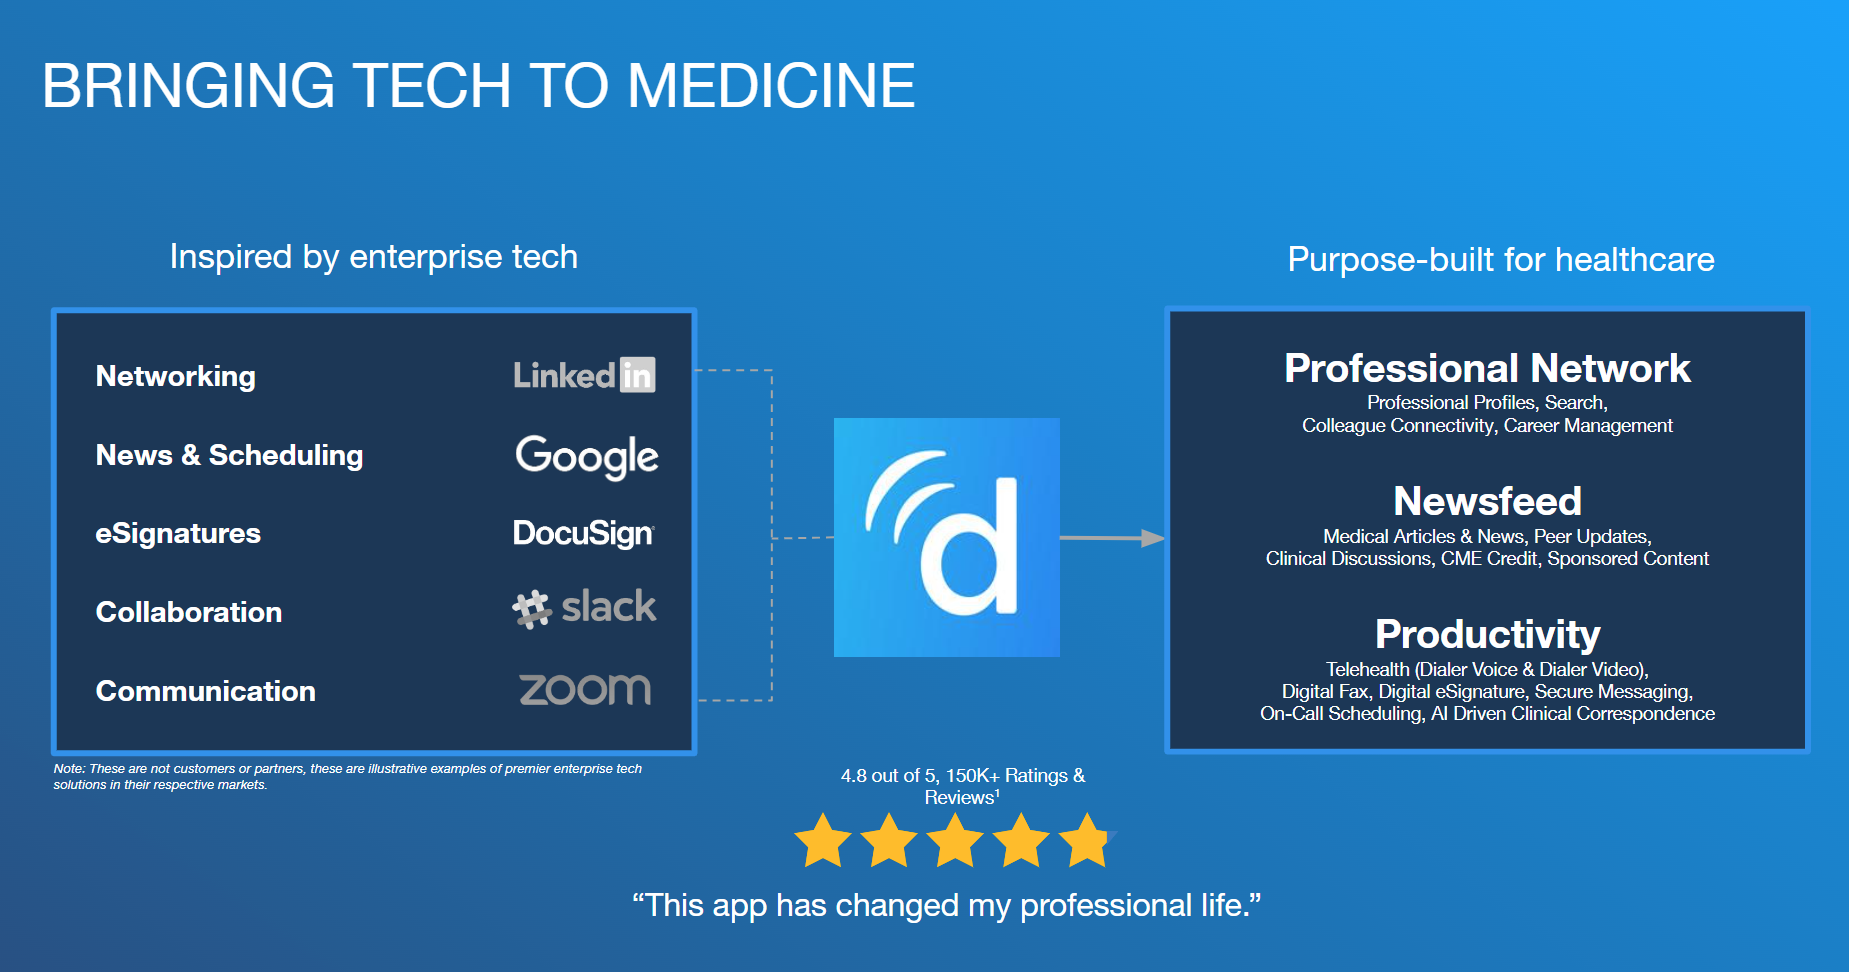 BRINGING TECH TO MEDICINE
Inspired by enterprise tech
Networking LinkedIn
News & Scheduling Google
eSignatures DocuSign
Collaboration slack
Communication zoom
Note: These are not customers or partners, these are illustrative examples of premier enterprise tech
solutions in their respective markets.
d
4.8 out of 5, 150K+ Ratings &
Reviews¹
“This app has changed my professional life.”
Purpose-built for healthcare
Professional Network
Professional Profiles, Search,
Colleague Connectivity, Career Management
Newsfeed
Medical Articles & News, Peer Updates,
Clinical Discussions, CME Credit, Sponsored Content
Productivity
Telehealth (Dialer Voice & Dialer Video),
Digital Fax, Digital eSignature, Secure Messaging,
On-Call Scheduling, AI Driven Clinical Correspondence